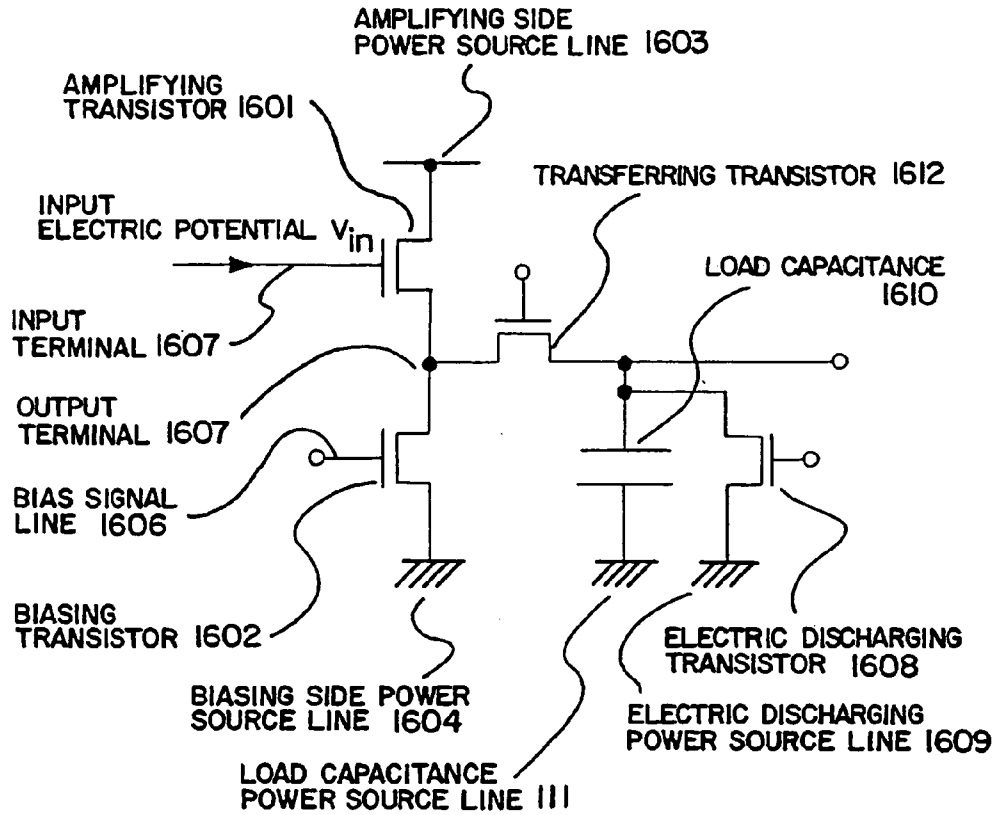 AMPLIFYING SIDE
POWER SOURCE LINE 1603
AMPLIFYING
TRANSISTOR 1601
TRANSFERRING TRANSISTOR 1612
INPUT
ELECTRIC POTENTIAL Vin
LOAD CAPACITANCE
1610
INPUT
TERMINAL 1607
OUTPUT
TERMINAL 1607
BIAS SIGNAL
LINE 1606
BIASING
TRANSISTOR 1602
ELECTRIC DISCHARGING
TRANSISTOR 1608
BIASING SIDE POWER
SOURCE LINE 1604
ELECTRIC DISCHARGING
POWER SOURCE LINE 1609
LOAD CAPACITANCE
POWER SOURCE LINE 111